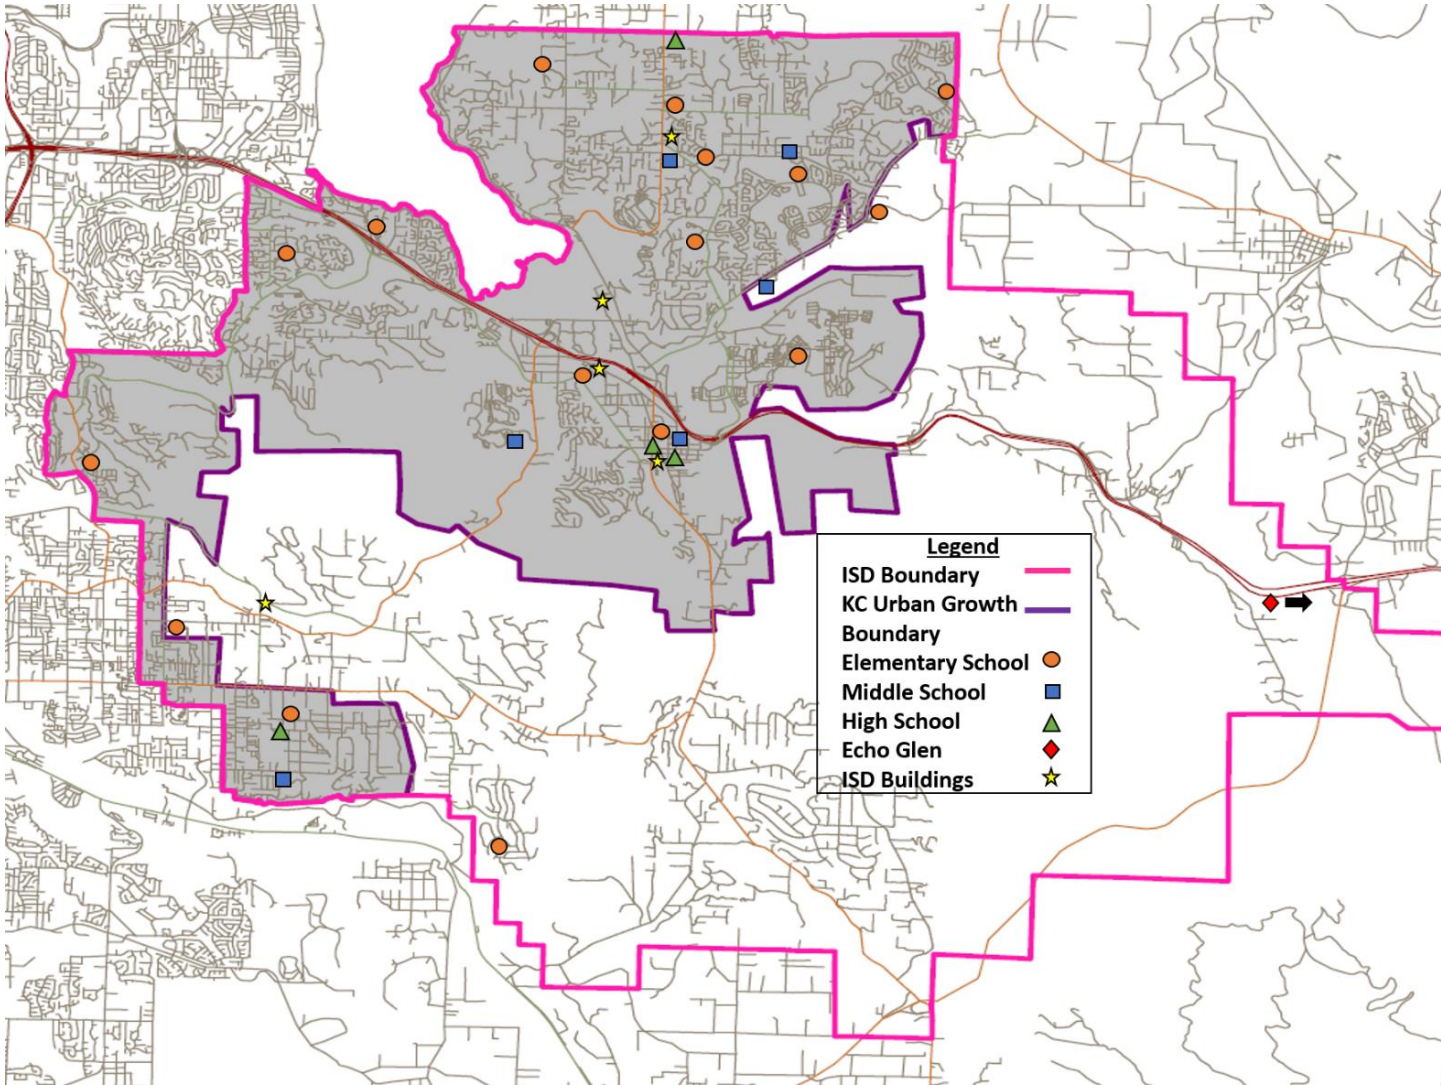 Legend
ISD Boundary
KC Urban Growth
Boundary
Elementary School
Middle School
High School
Echo Glen
ISD Buildings